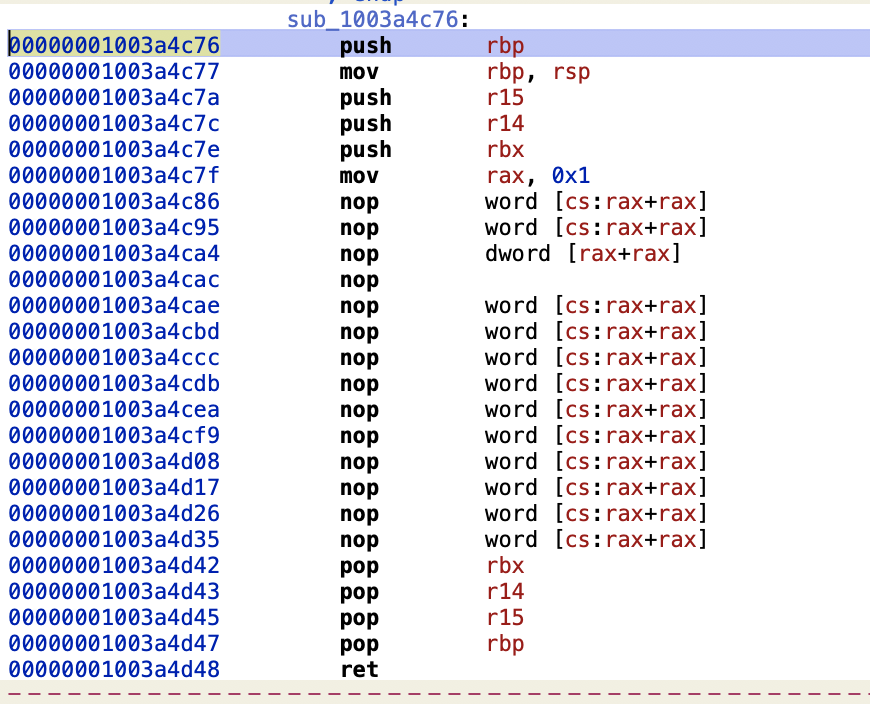 sub_1003a4c76:
00000001003a4c76 push rbp
00000001003a4c77 mov rbp, rsp
00000001003a4c7a push r15
00000001003a4c7c push r14
00000001003a4c7e push rbx
00000001003a4c7f mov rax, 0x1
00000001003a4c86 nop word [cs:rax+rax]
00000001003a4c95 nop word [cs:rax+rax]
00000001003a4ca4 nop dword [rax+rax]
00000001003a4cac nop
00000001003a4cae nop word [cs:rax+rax]
00000001003a4cbd nop word [cs:rax+rax]
00000001003a4ccc nop word [cs:rax+rax]
00000001003a4cdb nop word [cs:rax+rax]
00000001003a4cea nop word [cs:rax+rax]
00000001003a4cf9 nop word [cs:rax+rax]
00000001003a4d08 nop word [cs:rax+rax]
00000001003a4d17 nop word [cs:rax+rax]
00000001003a4d26 nop word [cs:rax+rax]
00000001003a4d35 nop word [cs:rax+rax]
00000001003a4d42 pop rbx
00000001003a4d43 pop r14
00000001003a4d45 pop r15
00000001003a4d47 pop rbp
00000001003a4d48 ret